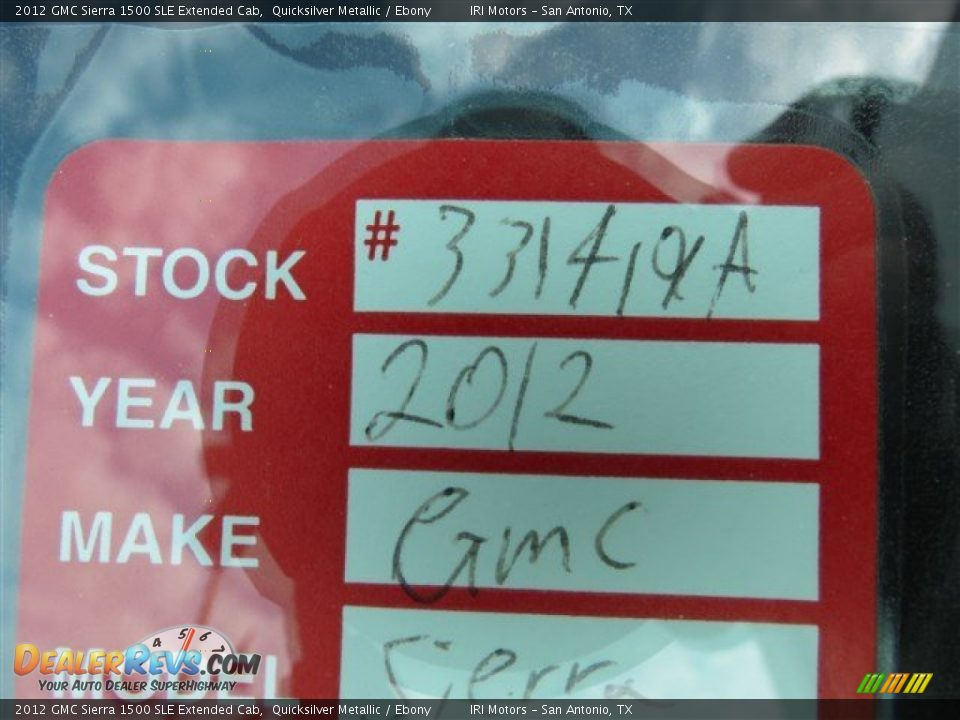 2012 GMC Sierra 1500 SLE Extended Cab, Quicksilver Metallic / Ebony IRI Motors - San Antonio, TX
STOCK # 331419A
YEAR 2012
MAKE GMC
Sierra
DEALERREVS.COM
YOUR AUTO DEALER SUPERHIGHWAY
2012 GMC Sierra 1500 SLE Extended Cab, Quicksilver Metallic / Ebony IRI Motors - San Antonio, TX